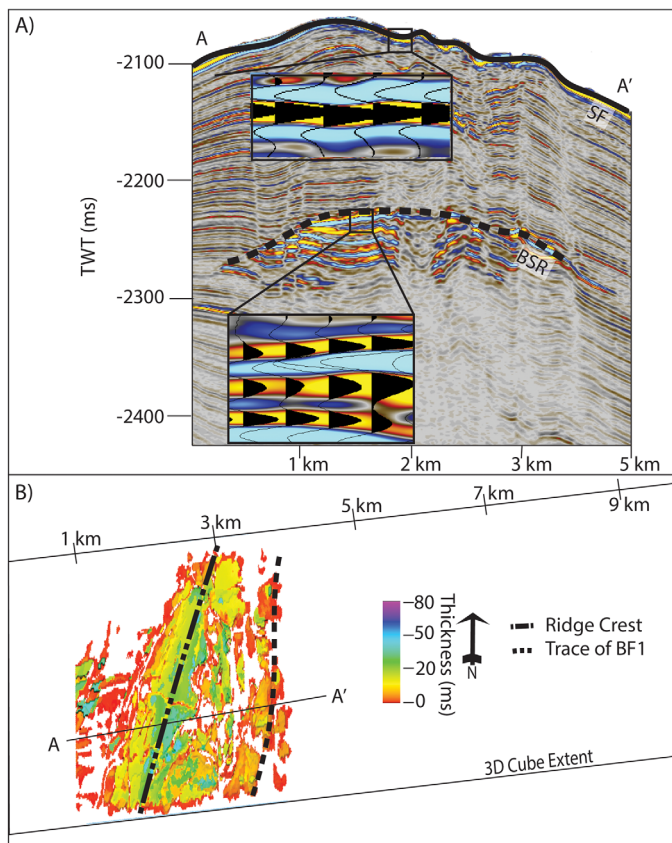 A)
A
A’
SF
-2100
-2200
TWT (ms)
-2300
-2400
BSR
1 km
2 km
3 km
5 km
B)
1 km
3 km
5 km
7 km
9 km
Thickness (ms)
80
50
20
0
N
Ridge Crest
Trace of BF1
A
A’
3D Cube Extent